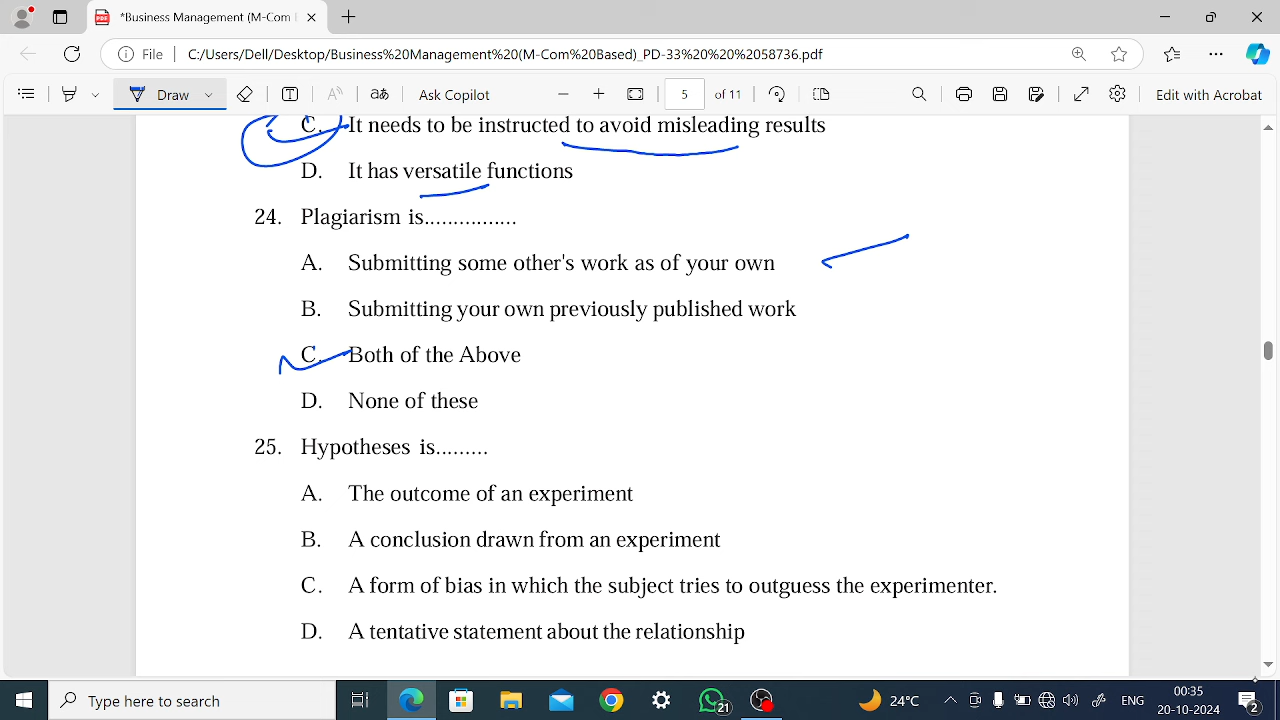 *Business Management (M-Com
File
C:/Users/Dell/Desktop/Business%20Management%20(M-Com%20Based)_PD-33%20%20%2058736.pdf
Draw
Ask Copilot
5
of 11
Edit with Acrobat
C. It needs to be instructed to avoid misleading results
D. It has versatile functions
24. Plagiarism is................
A. Submitting some other's work as of your own
B. Submitting your own previously published work
C. Both of the Above
D. None of these
25. Hypotheses is.........
A. The outcome of an experiment
B. A conclusion drawn from an experiment
C. A form of bias in which the subject tries to outguess the experimenter.
D. A tentative statement about the relationship
Type here to search
21
24°C
ENG
00:35
20-10-2024
2